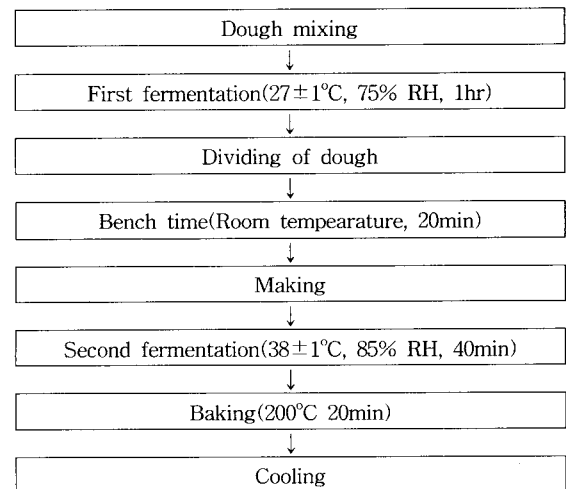 Dough mixing
↓
First fermentation(27±1°C, 75% RH, 1hr)
↓
Dividing of dough
↓
Bench time(Room tempearature, 20min)
↓
Making
↓
Second fermentation(38±1°C, 85% RH, 40min)
↓
Baking(200°C 20min)
↓
Cooling